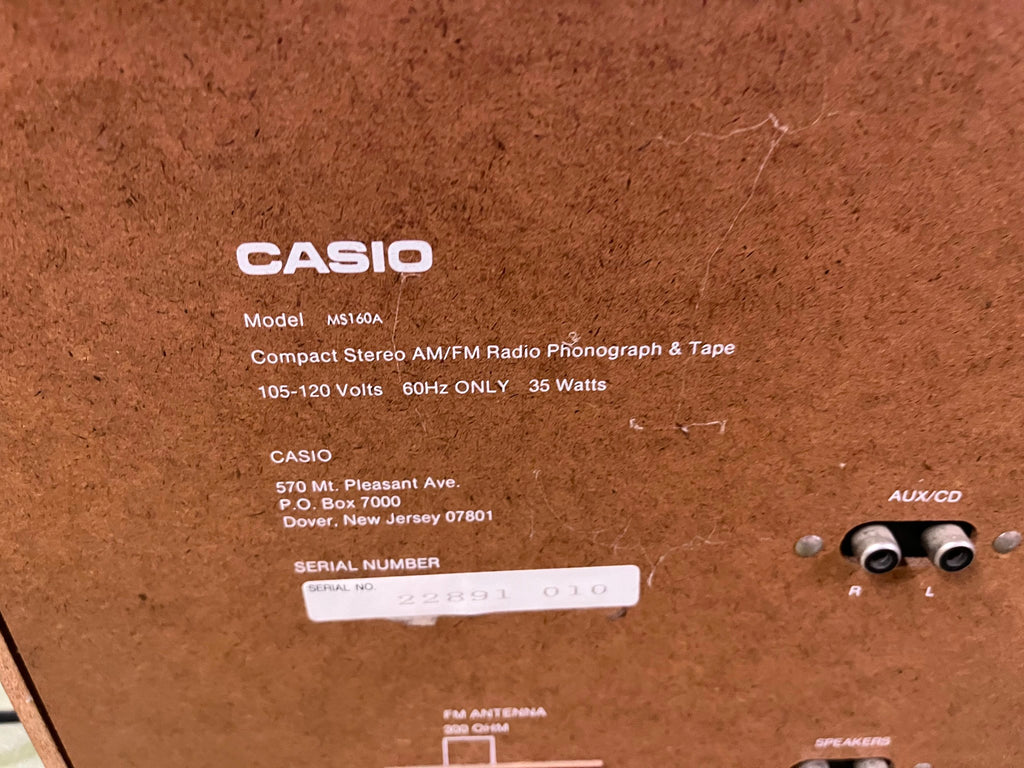 CASIO
Model MS160A
Compact Stereo AM/FM Radio Phonograph & Tape
105-120 Volts 60Hz ONLY 35 Watts
CASIO
570 Mt. Pleasant Ave.
P.O. Box 7000
Dover, New Jersey 07801
SERIAL NUMBER
SERIAL NO. 22891 010
AUX/CD
R L
FM ANTENNA
300 OHM
SPEAKERS